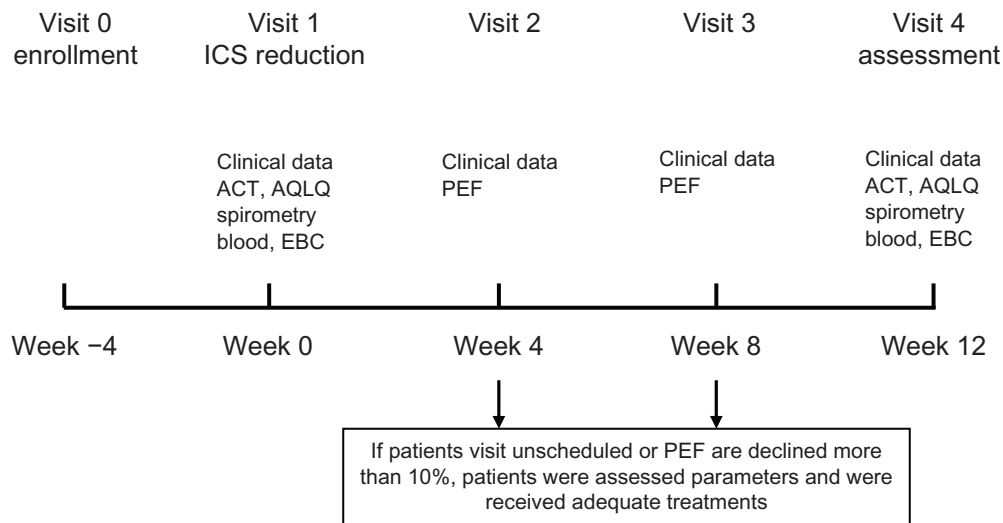 Visit 0
enrollment
Visit 1
ICS reduction
Visit 2
Visit 3
Visit 4
assessment
Clinical data
ACT, AQLQ
spirometry
blood, EBC
Clinical data
PEF
Clinical data
PEF
Clinical data
ACT, AQLQ
spirometry
blood, EBC
Week −4
Week 0
Week 4
Week 8
Week 12
If patients visit unscheduled or PEF are declined more
than 10%, patients were assessed parameters and were
received adequate treatments